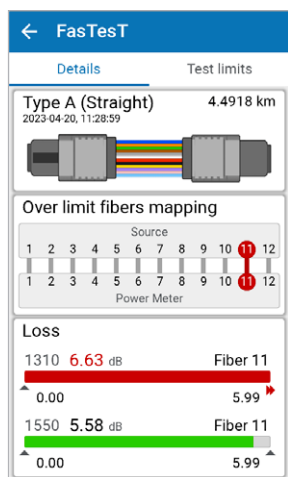 FasTesT
Details Test limits
Type A (Straight) 4.4918 km
2023-04-20, 11:28:59
Over limit fibers mapping
Source
1 2 3 4 5 6 7 8 9 10 11 12
1 2 3 4 5 6 7 8 9 10 11 12
Power Meter
Loss
1310 6.63 dB Fiber 11
0.00 5.99
1550 5.58 dB Fiber 11
0.00 5.99